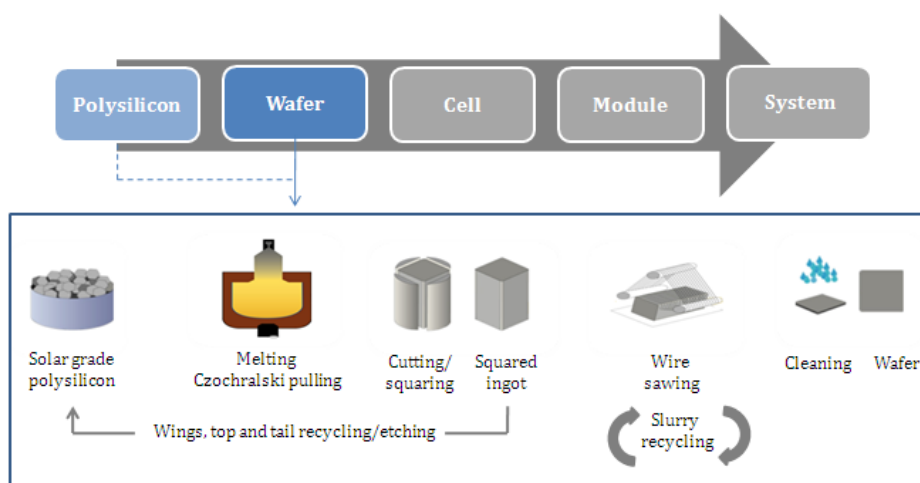 Polysilicon
Wafer
Cell
Module
System
Solar grade
polysilicon
Melting
Czochralski pulling
Cutting/
squaring
Squared
ingot
Wire
sawing
Cleaning
Wafer
Wings, top and tail recycling/etching
Slurry
recycling